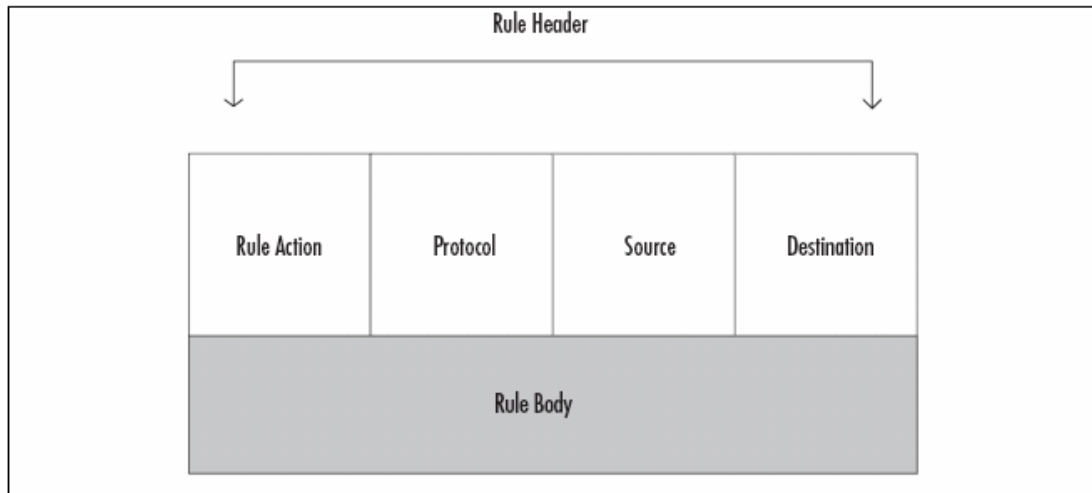 Rule Header
Rule Action
Protocol
Source
Destination
Rule Body